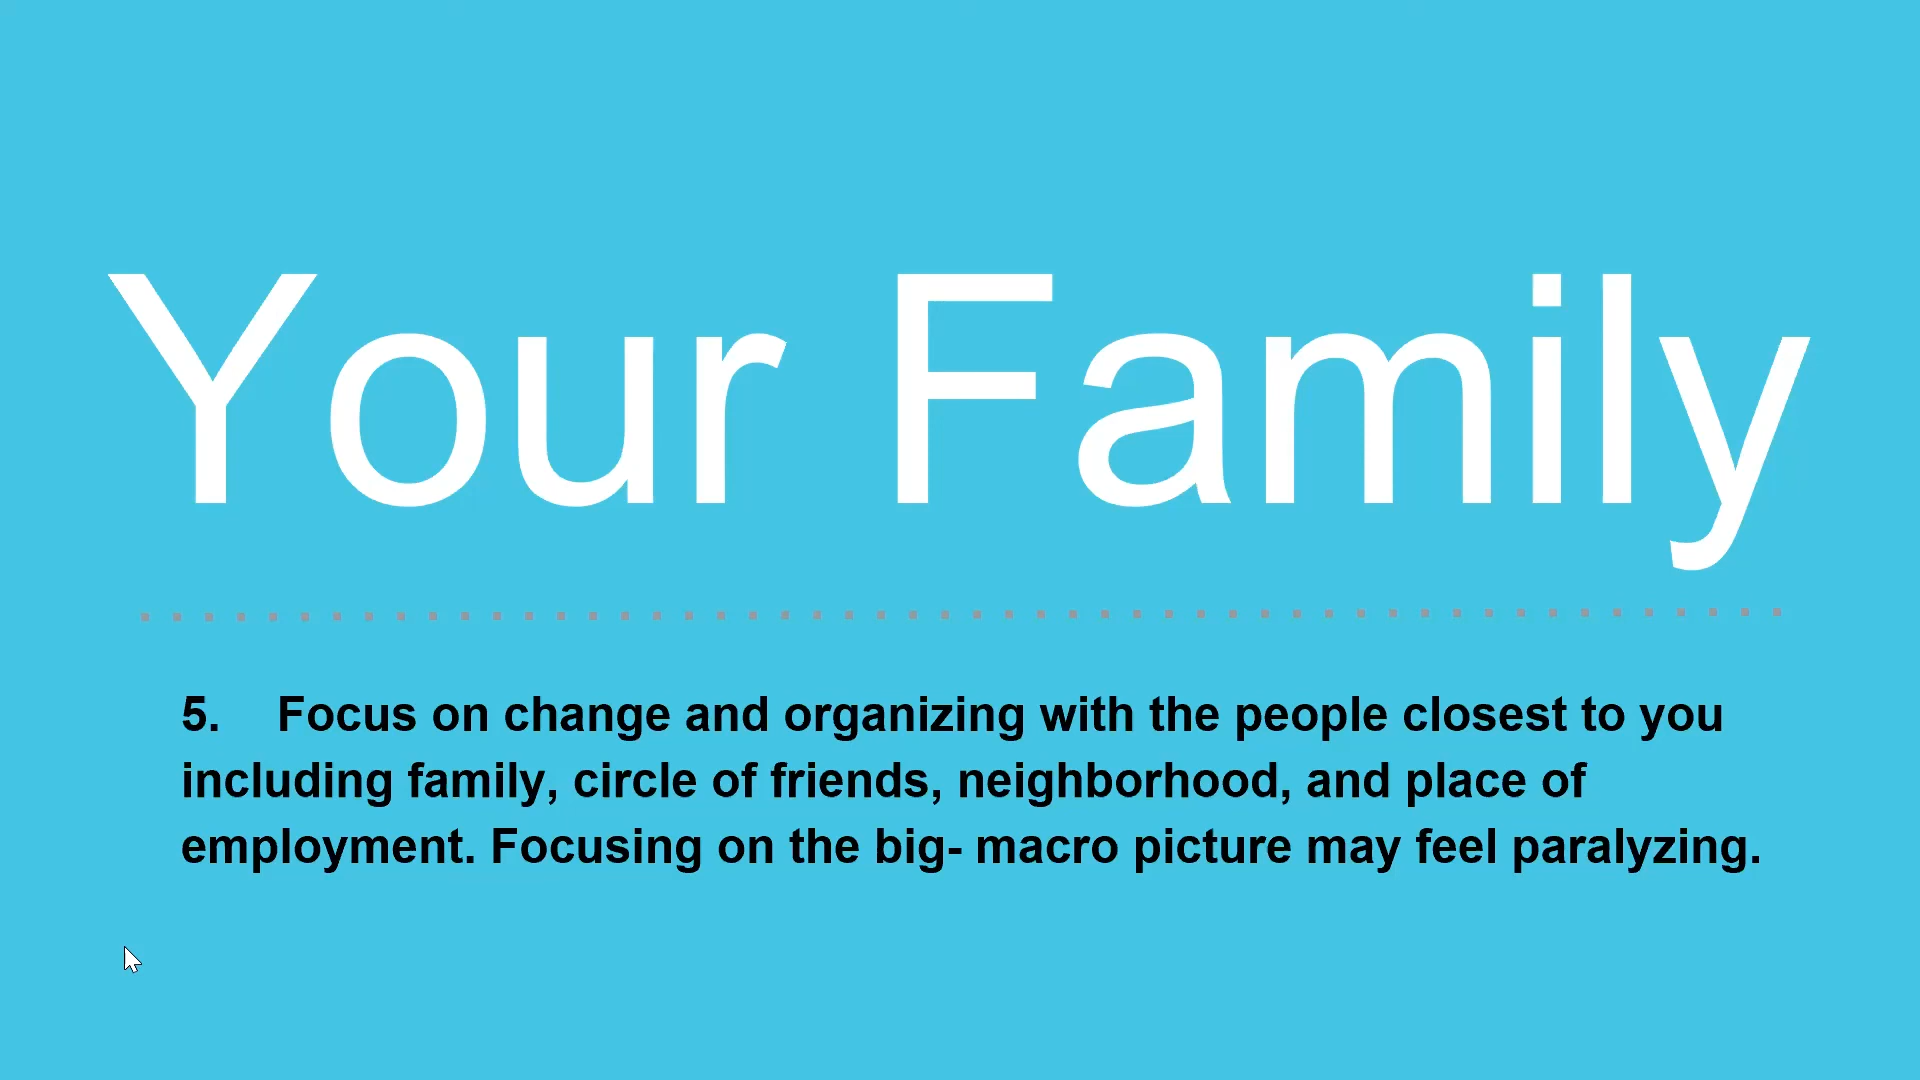 Your Family
5. Focus on change and organizing with the people closest to you
including family, circle of friends, neighborhood, and place of
employment. Focusing on the big- macro picture may feel paralyzing.